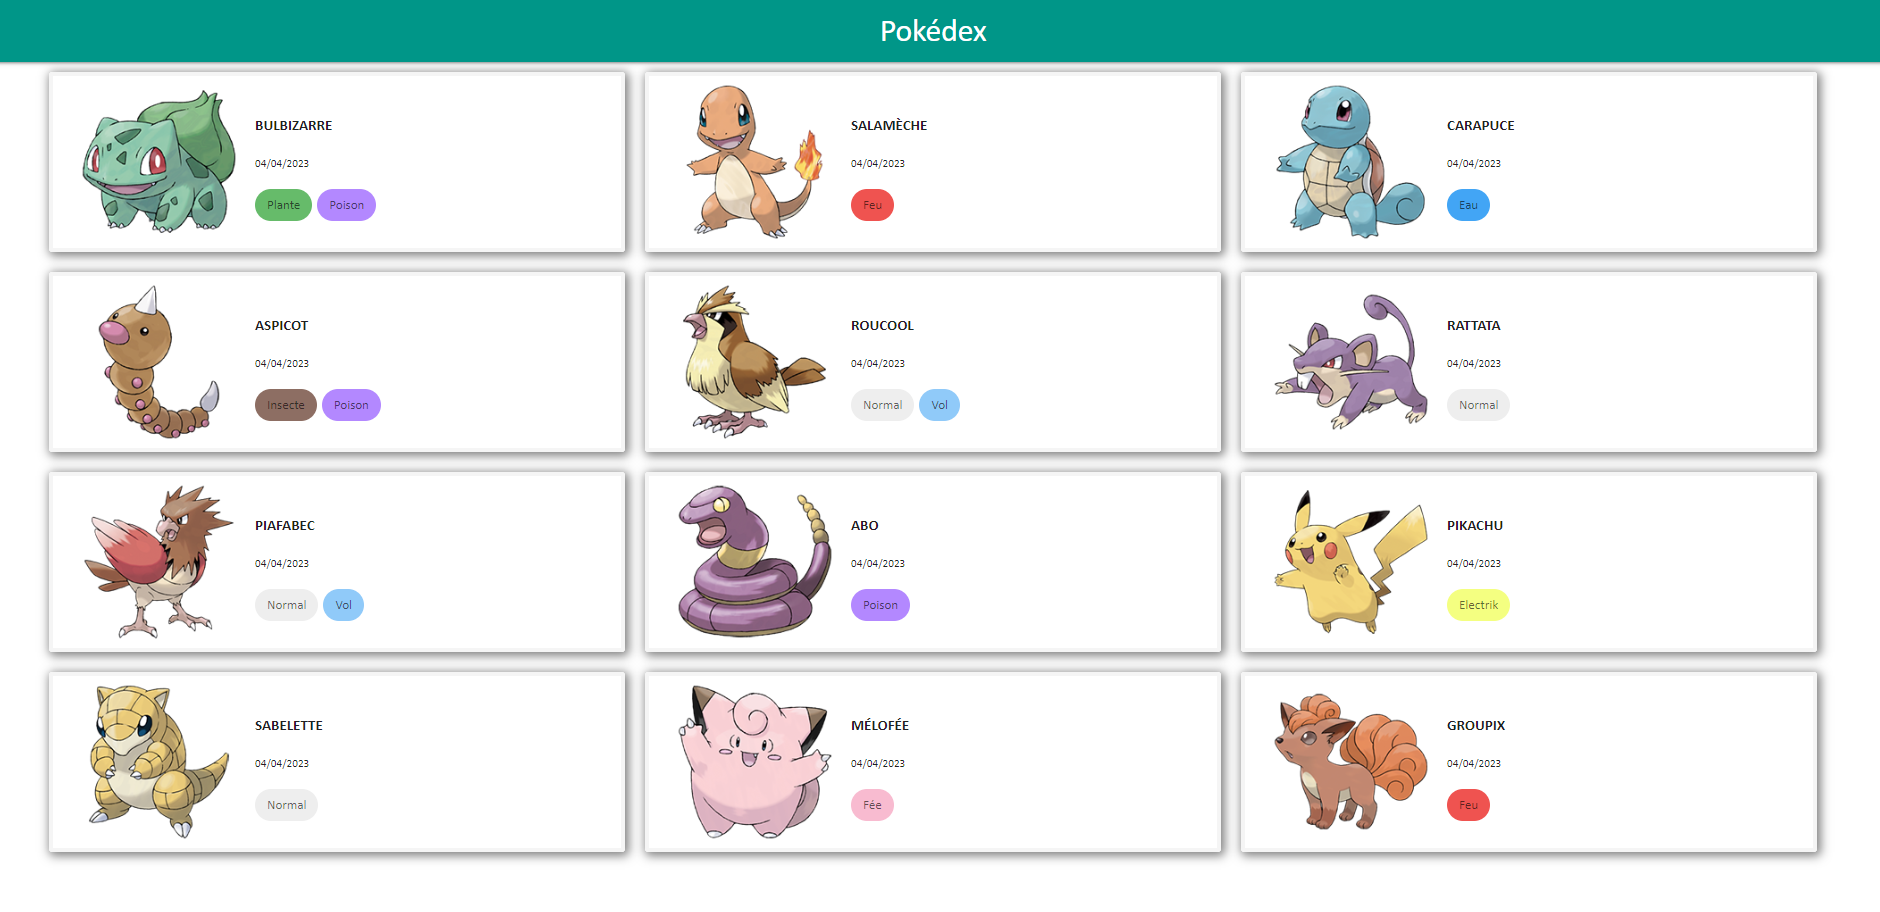 Pokédex
BULBIZARRE
04/04/2023
Plante Poison
SALAMÈCHE
04/04/2023
Feu
CARAPUCE
04/04/2023
Eau
ASPICOT
04/04/2023
Insecte Poison
ROUCOOL
04/04/2023
Normal Vol
RATTATA
04/04/2023
Normal
PIAFABEC
04/04/2023
Normal Vol
ABO
04/04/2023
Poison
PIKACHU
04/04/2023
Electrik
SABELETTE
04/04/2023
Normal
MÉLOFÉE
04/04/2023
Fée
GROUPIX
04/04/2023
Feu